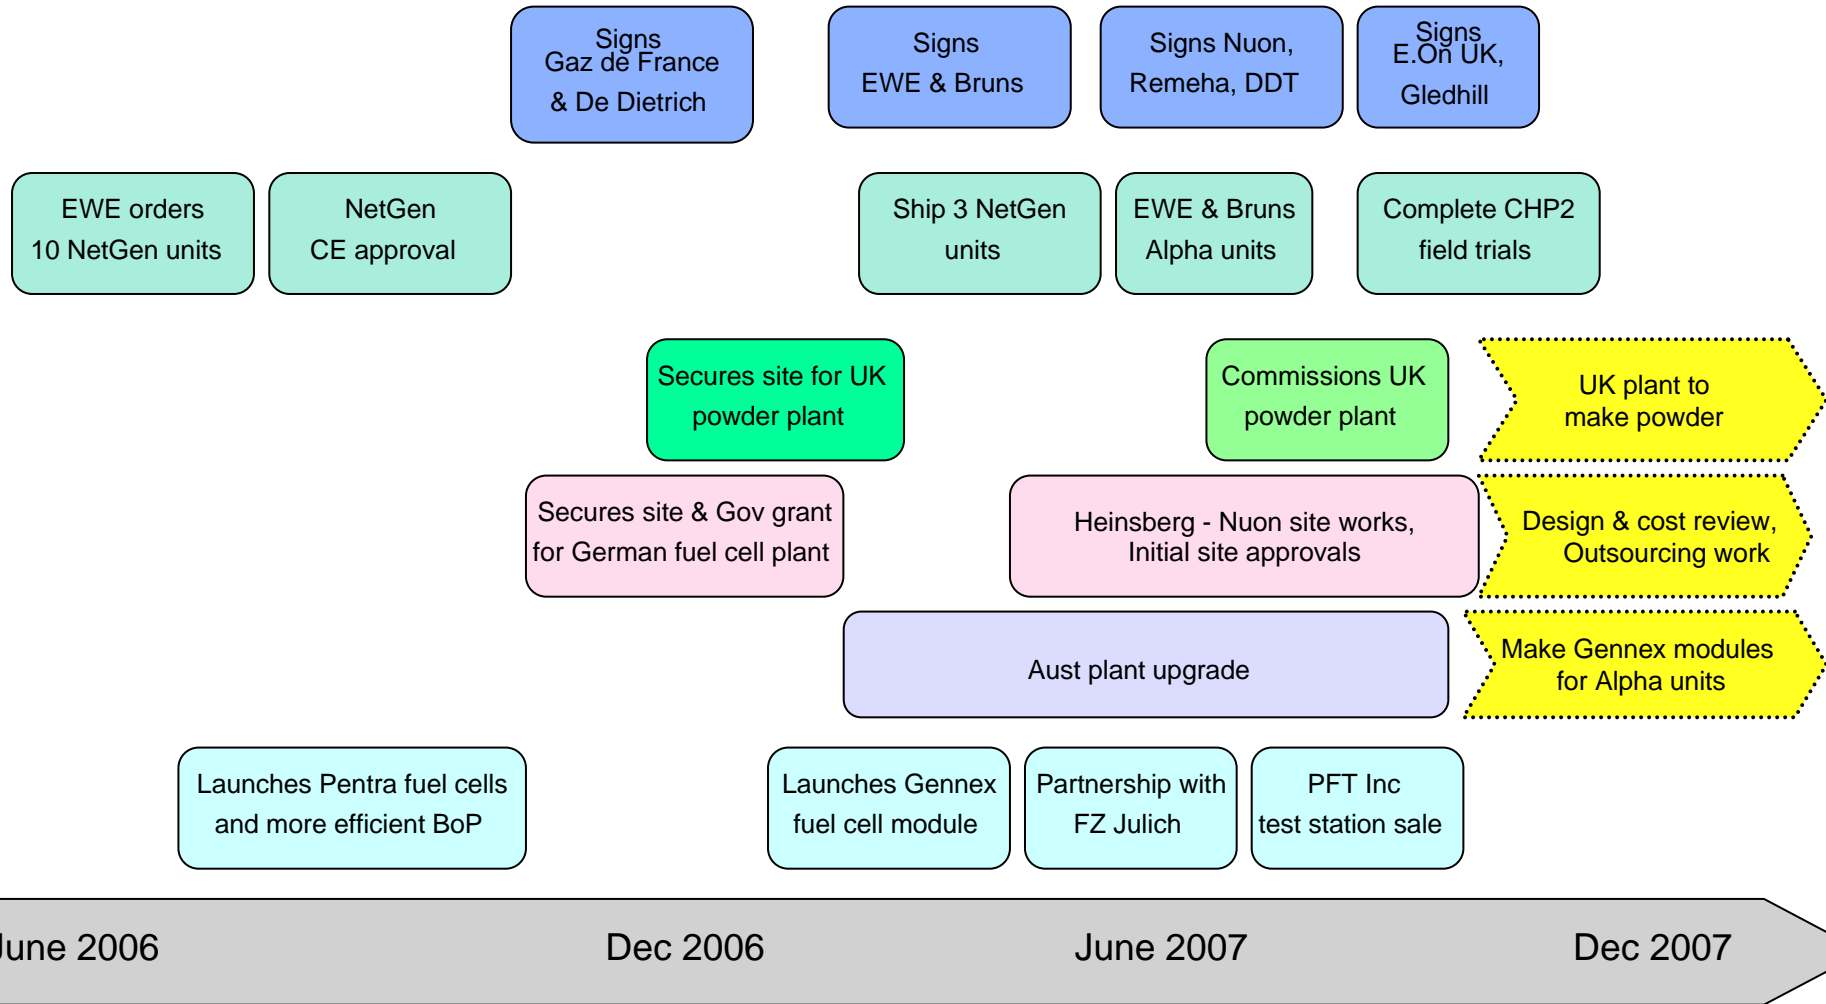 Signs
Gaz de France
& De Dietrich
Signs
EWE & Bruns
Signs Nuon,
Remeha, DDT
Signs
E.On UK,
Gledhill
EWE orders
10 NetGen units
NetGen
CE approval
Ship 3 NetGen
units
EWE & Bruns
Alpha units
Complete CHP2
field trials
Secures site for UK
powder plant
Commissions UK
powder plant
UK plant to
make powder
Secures site & Gov grant
for German fuel cell plant
Heinsberg - Nuon site works,
Initial site approvals
Design & cost review,
Outsourcing work
Aust plant upgrade
Make Gennex modules
for Alpha units
Launches Pentra fuel cells
and more efficient BoP
Launches Gennex
fuel cell module
Partnership with
FZ Julich
PFT Inc
test station sale
June 2006
Dec 2006
June 2007
Dec 2007